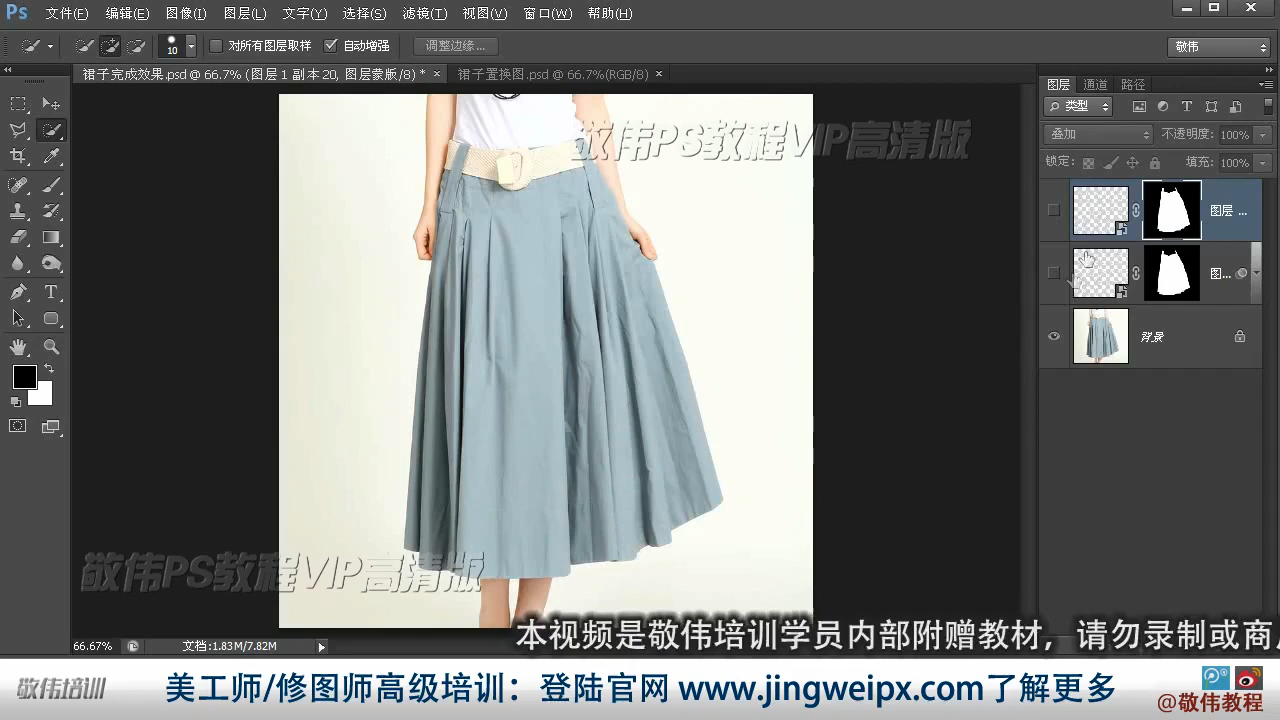 Ps 文件(F) 编辑(E) 图像(I) 图层(L) 文字(Y) 选择(S) 滤镜(T) 视图(V) 窗口(W) 帮助(H)
10 对所有图层取样 自动增强 调整边缘... 敬伟
裙子完成效果.psd @ 66.7% (图层 1 副本 20, 图层蒙版/8) * × 裙子置换图.psd @ 66.7%(RGB/8) ×
图层 通道 路径
类型
叠加 不透明度: 100%
锁定: 填充: 100%
图层 ...
图...
背景
敬伟PS教程VIP高清版
敬伟PS教程VIP高清版
本视频是敬伟培训学员内部附赠教材，请勿录制或商
66.67% 文档:1.83M/7.82M
敬伟培训 美工师/修图师高级培训：登陆官网 www.jingweipx.com了解更多
@敬伟教程